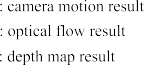 : camera motion result
: optical flow result
: depth map result